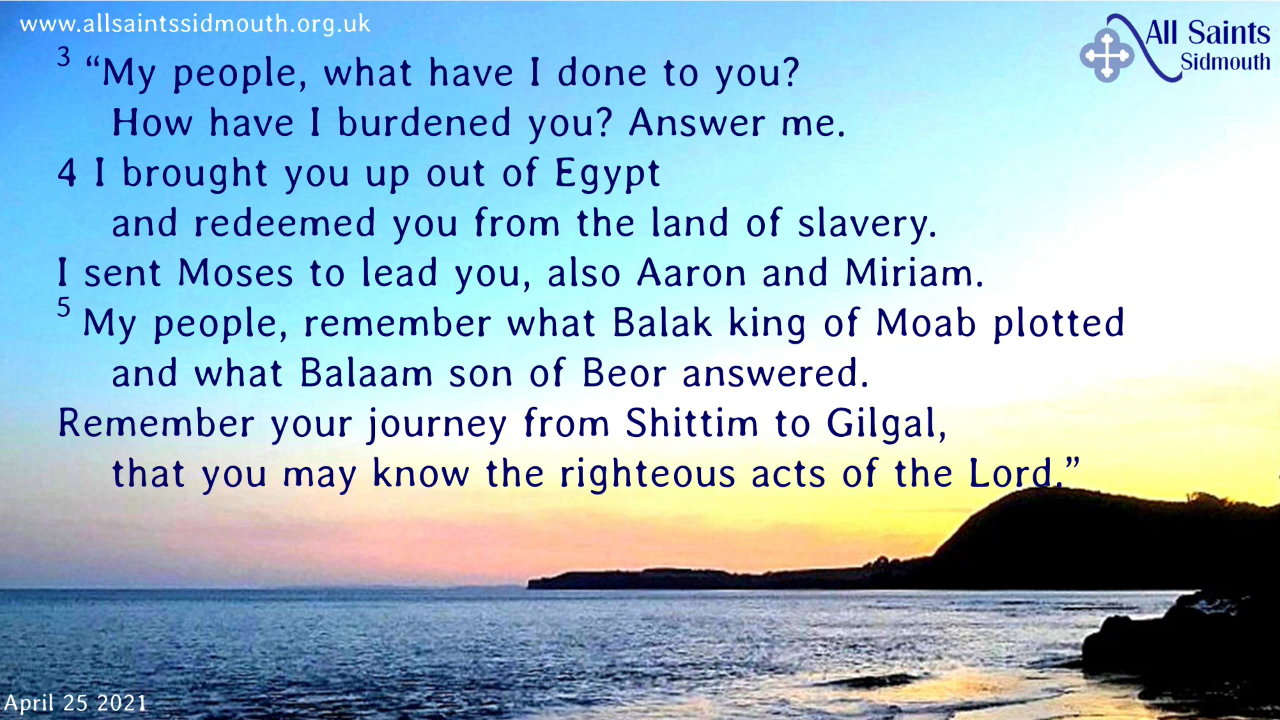 www.allsaintssidmouth.org.uk
All Saints
Sidmouth
3 “My people, what have I done to you?
How have I burdened you? Answer me.
4 I brought you up out of Egypt
and redeemed you from the land of slavery.
I sent Moses to lead you, also Aaron and Miriam.
5 My people, remember what Balak king of Moab plotted
and what Balaam son of Beor answered.
Remember your journey from Shittim to Gilgal,
that you may know the righteous acts of the Lord.”
April 25 2021